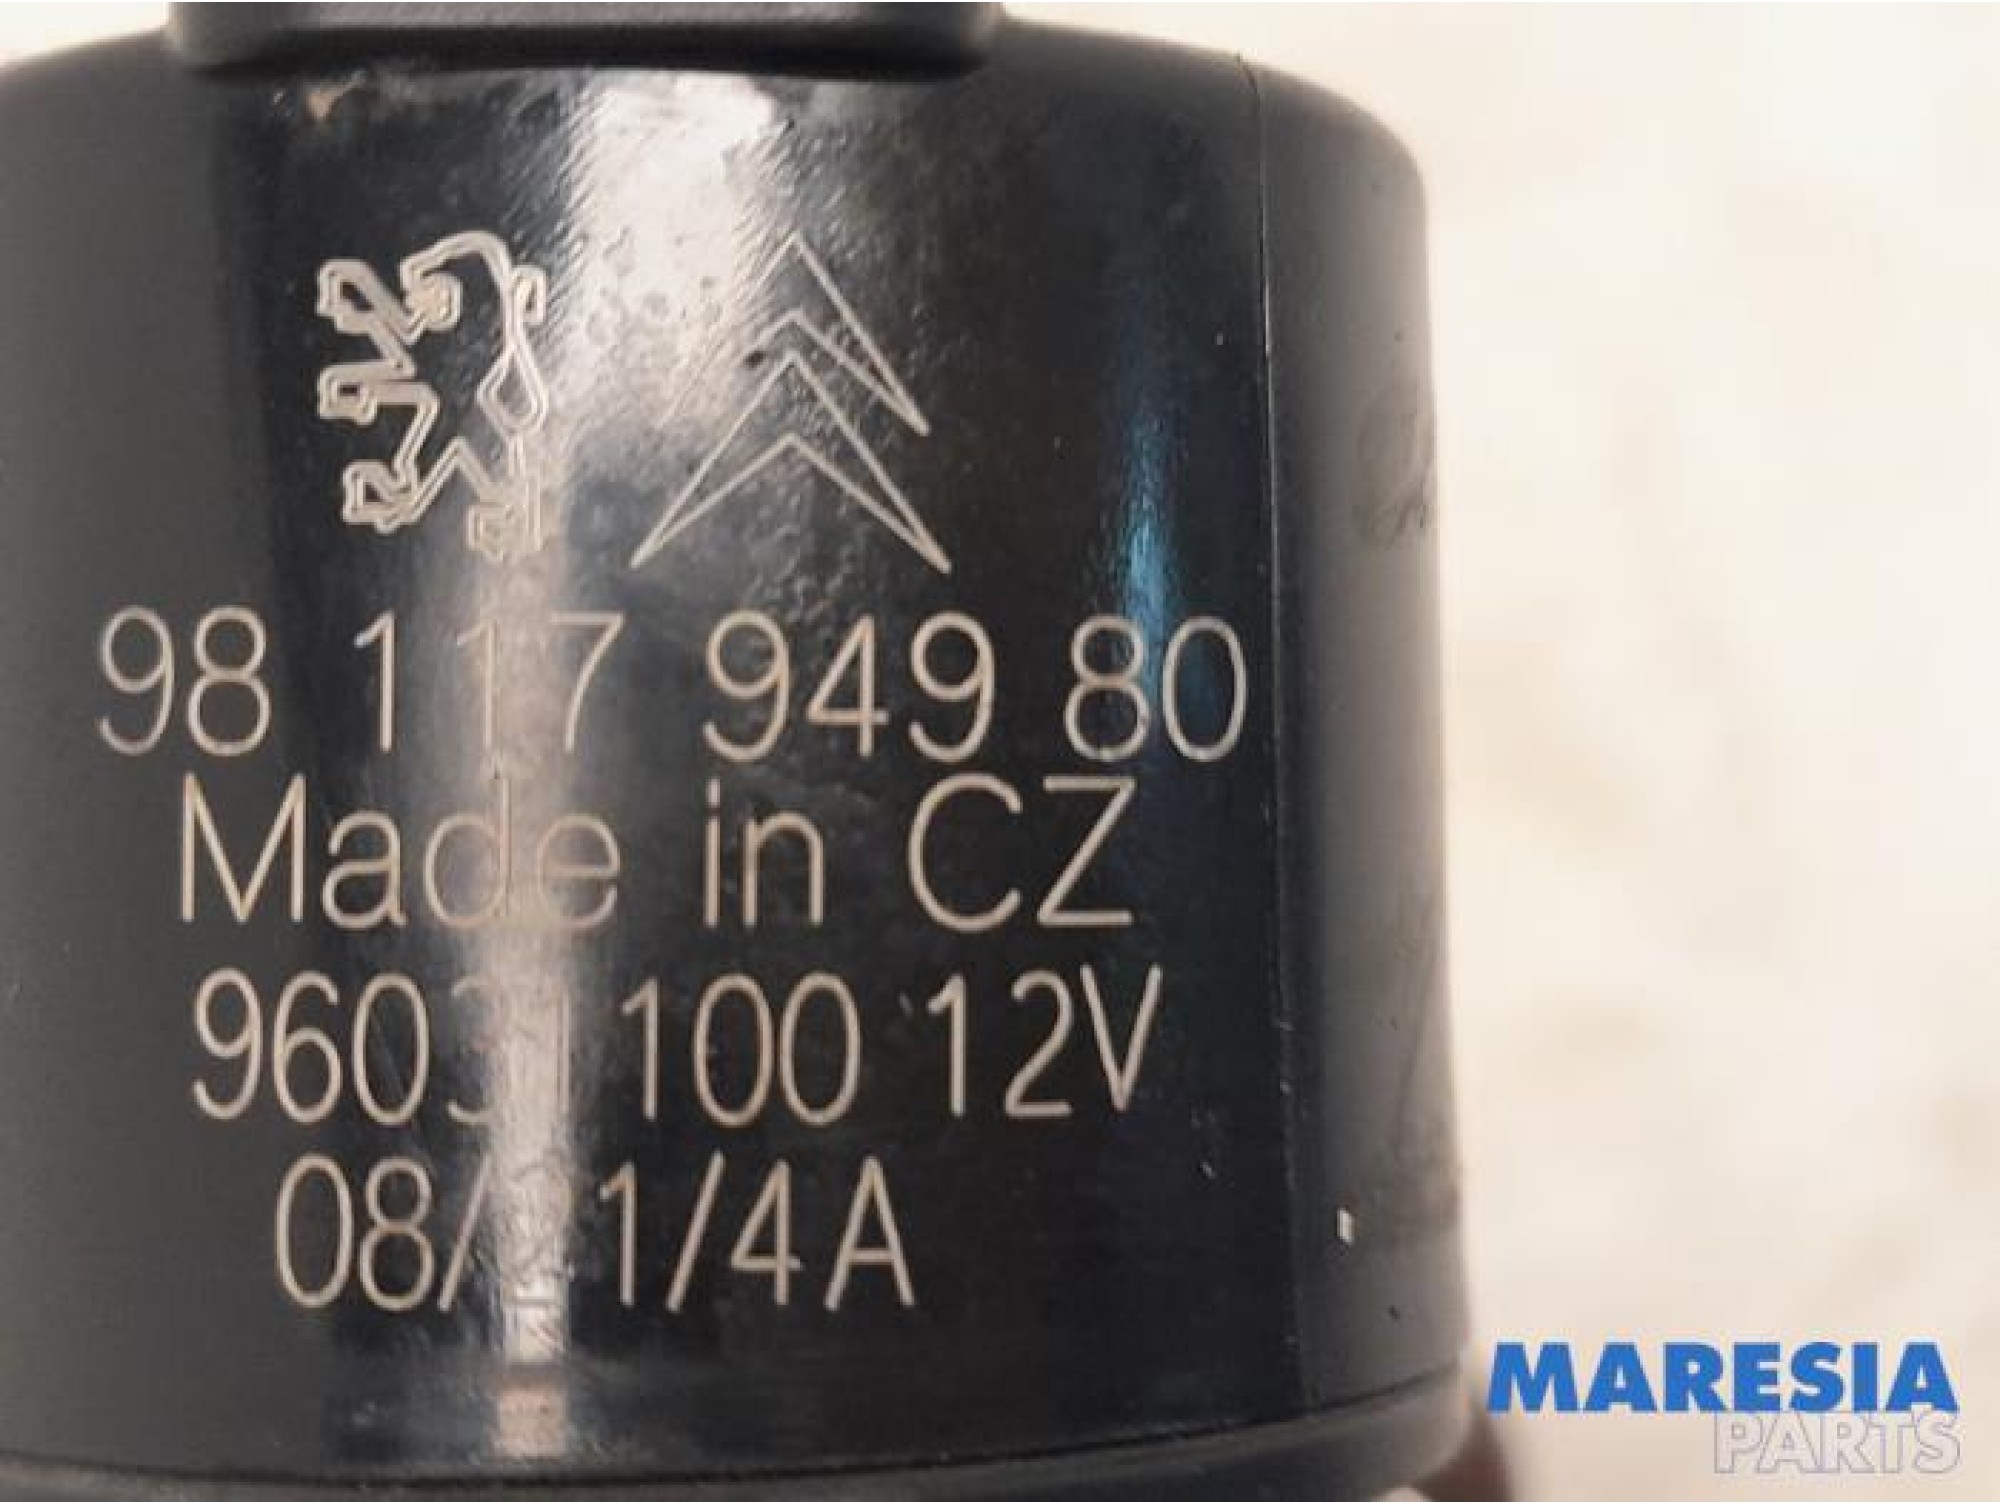 98 117 949 80
Made in CZ
12V
MARESIA
PARTS